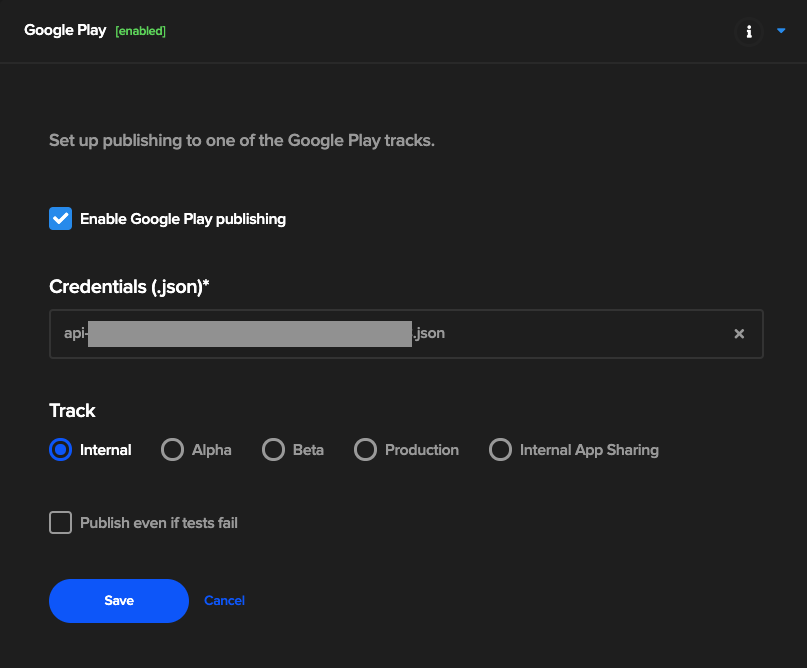 Google Play [enabled]
Set up publishing to one of the Google Play tracks.
Enable Google Play publishing
Credentials (.json)*
api- .json
Track
Internal Alpha Beta Production Internal App Sharing
Publish even if tests fail
Save Cancel